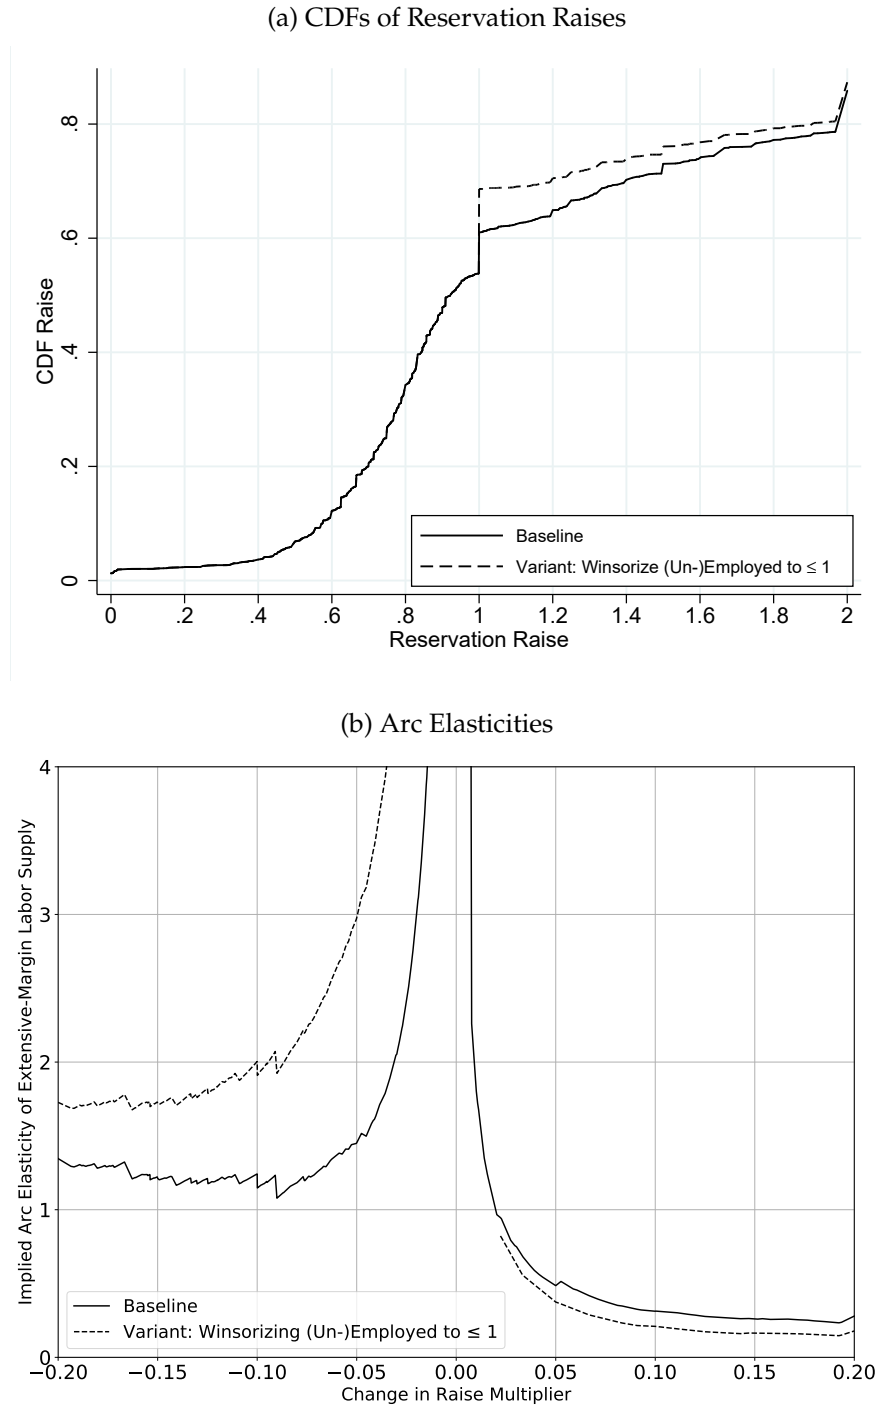 (a) CDFs of Reservation Raises
CDF Raise
.8
.6
.4
.2
0
Baseline
Variant: Winsorize (Un-)Employed to ≤ 1
0 .2 .4 .6 .8 1 1.2 1.4 1.6 1.8 2
Reservation Raise
(b) Arc Elasticities
Implied Arc Elasticity of Extensive-Margin Labor Supply
4
3
2
1
0
Baseline
Variant: Winsorizing (Un-)Employed to ≤ 1
−0.20 −0.15 −0.10 −0.05 0.00 0.05 0.10 0.15 0.20
Change in Raise Multiplier